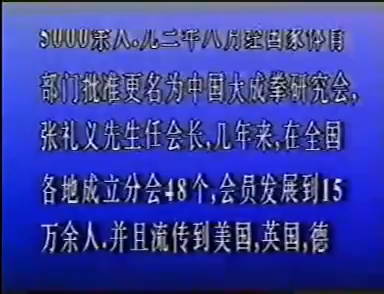 5000余人.九二年八月经国家体育
部门批准更名为中国大成拳研究会,
张礼义先生任会长,几年来,在全国
各地成立分会48个,会员发展到15
万余人.并且流传到美国,英国,德